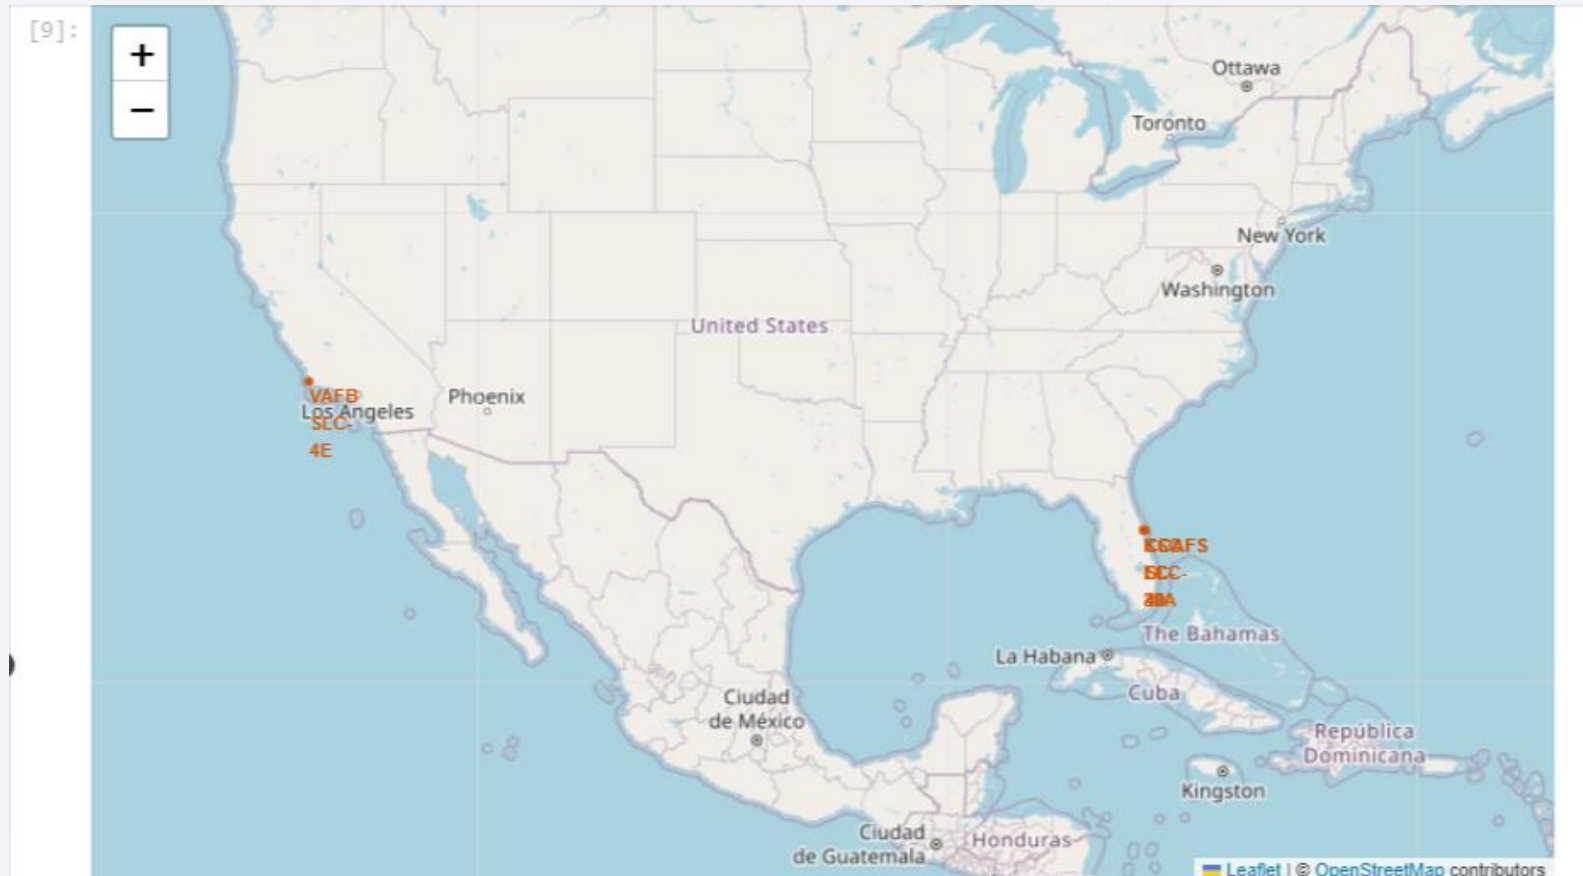 [9]:
+
−
Ottawa
Toronto
New York
Washington
United States
VAFB
Los Angeles
SLC-
4E
Phoenix
The Bahamas
La Habana
Cuba
Ciudad
de México
República
Dominicana
Kingston
Ciudad
de Guatemala
Honduras
Leaflet | © OpenStreetMap contributors